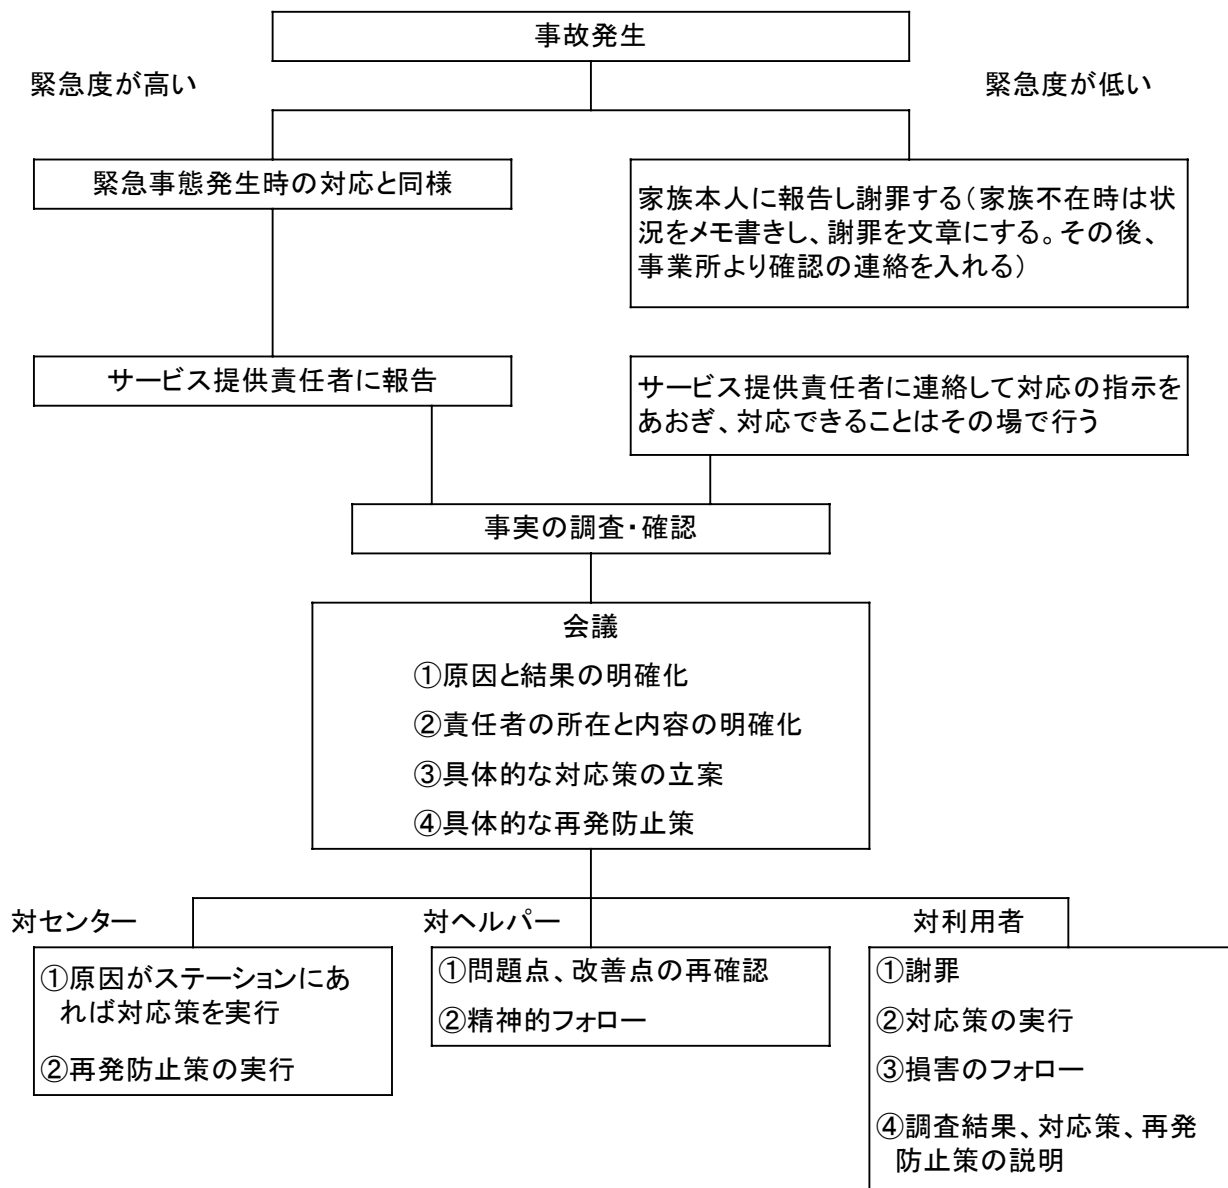 事故発生
緊急度が高い
緊急度が低い
緊急事態発生時の対応と同様
家族本人に報告し謝罪する(家族不在時は状
況をメモ書きし、謝罪を文章にする。その後、
事業所より確認の連絡を入れる)
サービス提供責任者に報告
サービス提供責任者に連絡して対応の指示を
あおぎ、対応できることはその場で行う
事実の調査・確認
会議
①原因と結果の明確化
②責任者の所在と内容の明確化
③具体的な対応策の立案
④具体的な再発防止策
対センター
①原因がステーションにあ
れば対応策を実行
②再発防止策の実行
対ヘルパー
①問題点、改善点の再確認
②精神的フォロー
対利用者
①謝罪
②対応策の実行
③損害のフォロー
④調査結果、対応策、再発
防止策の説明